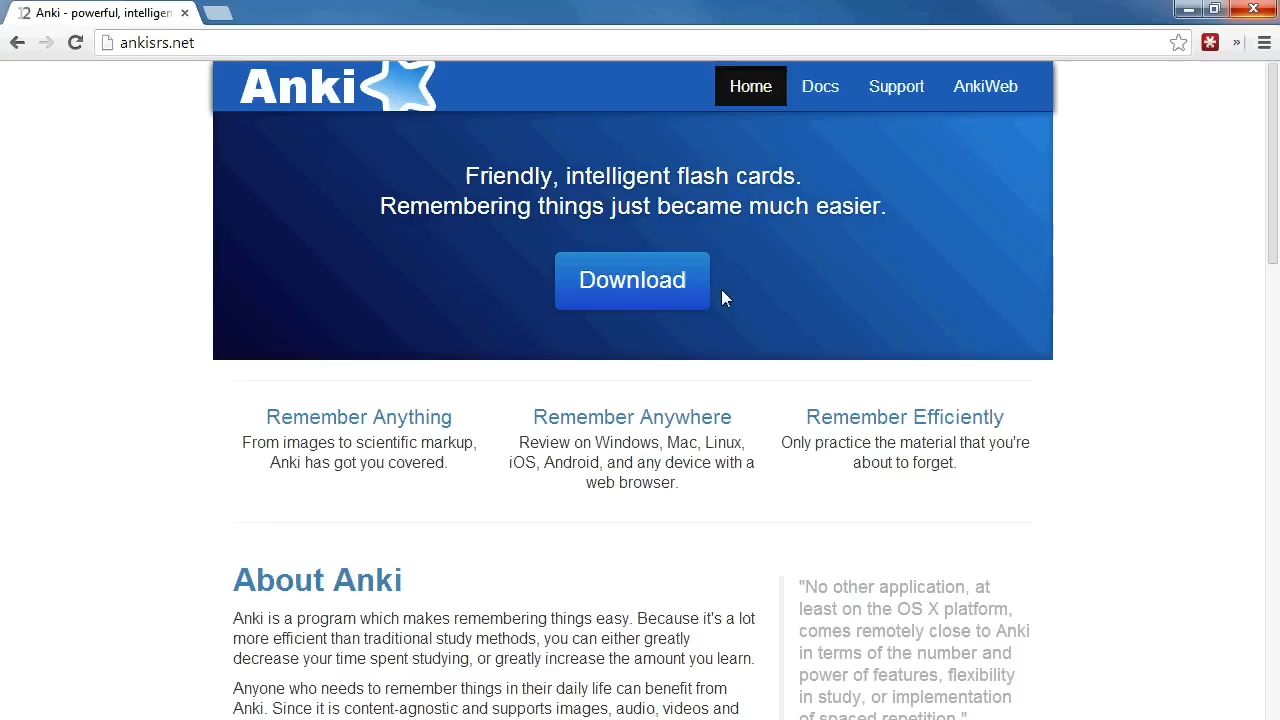 Anki - powerful, intelligen
ankisrs.net
Anki
Home
Docs
Support
AnkiWeb
Friendly, intelligent flash cards.
Remembering things just became much easier.
Download
Remember Anything
From images to scientific markup,
Anki has got you covered.
Remember Anywhere
Review on Windows, Mac, Linux,
iOS, Android, and any device with a
web browser.
Remember Efficiently
Only practice the material that you're
about to forget.
About Anki
Anki is a program which makes remembering things easy. Because it's a lot
more efficient than traditional study methods, you can either greatly
decrease your time spent studying, or greatly increase the amount you learn.
Anyone who needs to remember things in their daily life can benefit from
Anki. Since it is content-agnostic and supports images, audio, videos and
"No other application, at
least on the OS X platform,
comes remotely close to Anki
in terms of the number and
power of features, flexibility
in study, or implementation
of spaced repetition."